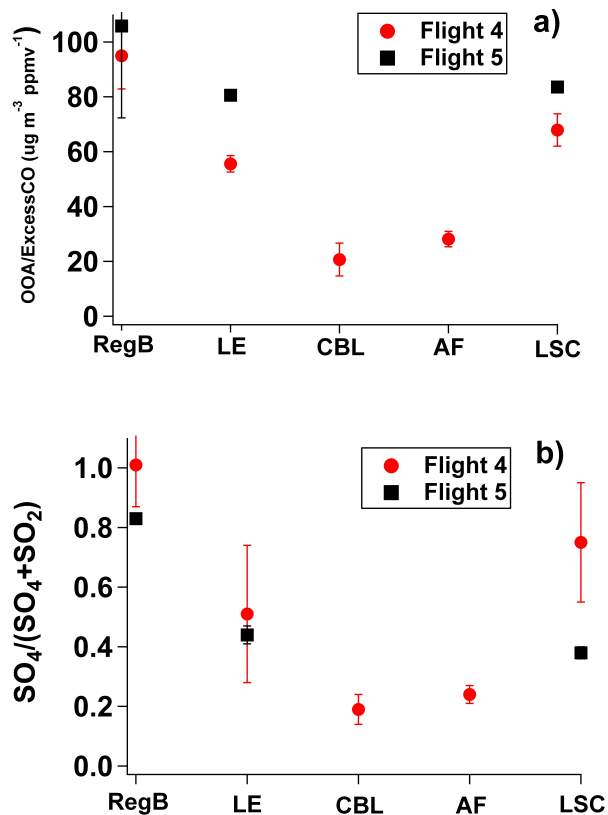 a)
Flight 4
Flight 5
OOA/ExcessCO (ug m⁻³ ppmv⁻¹)
100
80
60
40
20
0
RegB LE CBL AF LSC
b)
Flight 4
Flight 5
SO₄/(SO₄+SO₂)
1.0
0.8
0.6
0.4
0.2
0.0
RegB LE CBL AF LSC